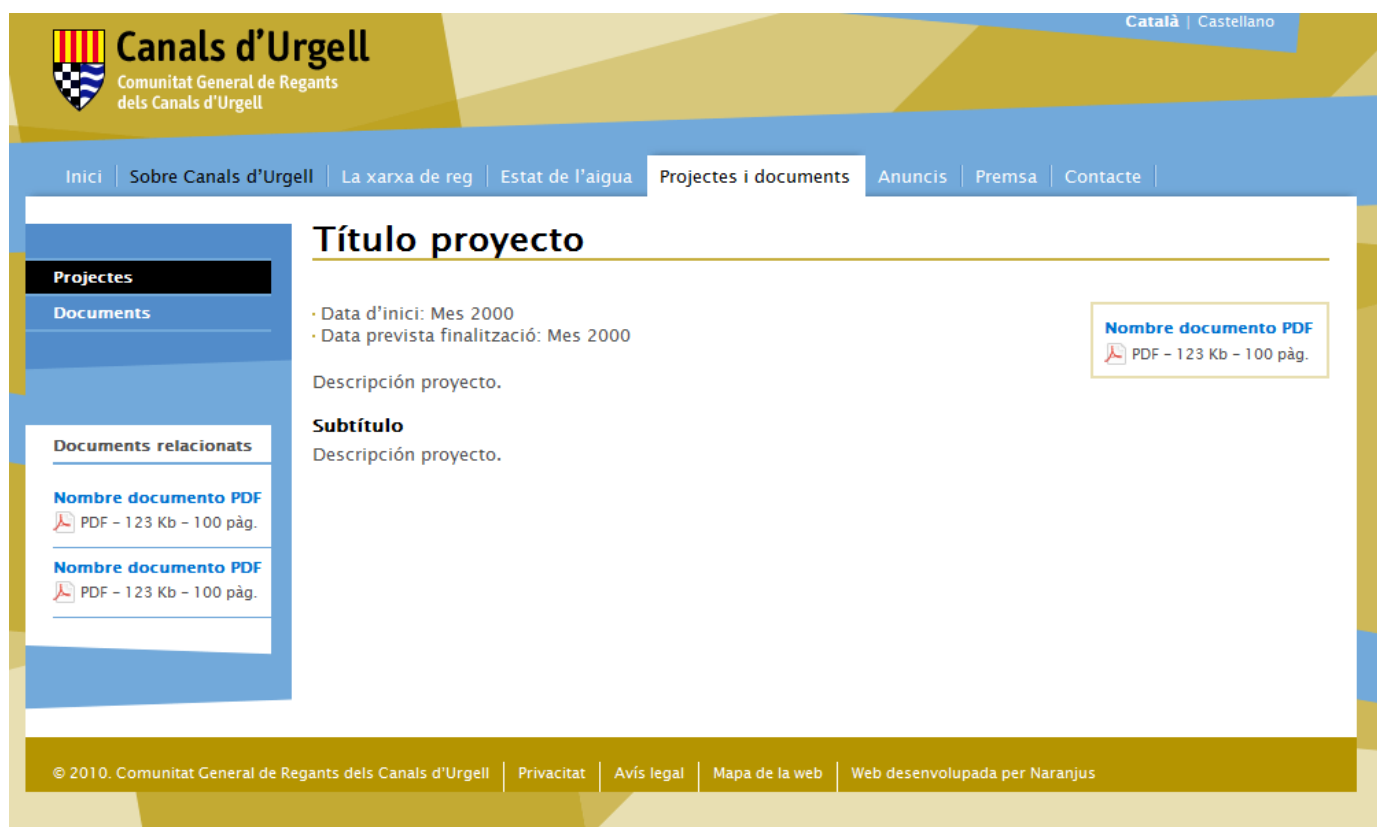 Català | Castellano
Canals d'Urgell
Comunitat General de Regants
dels Canals d'Urgell
Inici | Sobre Canals d'Urgell | La xarxa de reg | Estat de l'aigua Projectes i documents Anuncis | Premsa | Contacte |
Título proyecto
Projectes
Documents
· Data d'inici: Mes 2000
· Data prevista finalització: Mes 2000
Nombre documento PDF
PDF – 123 Kb – 100 pàg.
Descripción proyecto.
Subtítulo
Descripción proyecto.
Documents relacionats
Nombre documento PDF
PDF – 123 Kb – 100 pàg.
Nombre documento PDF
PDF – 123 Kb – 100 pàg.
© 2010. Comunitat General de Regants dels Canals d'Urgell | Privacitat | Avís legal | Mapa de la web | Web desenvolupada per Naranjus